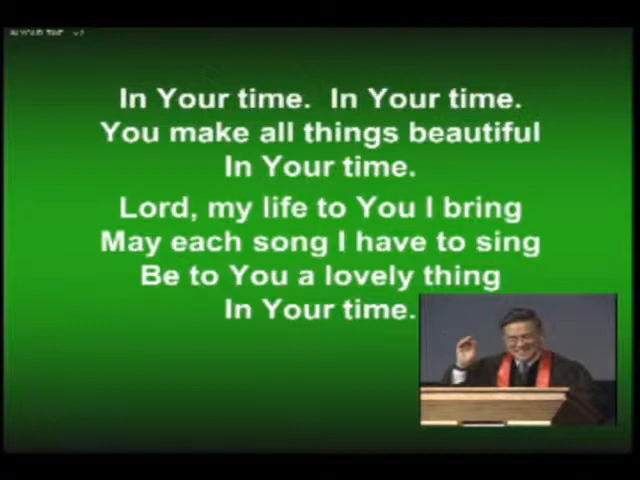 In Your time.  In Your time.
You make all things beautiful
In Your time.
Lord, my life to You I bring
May each song I have to sing
Be to You a lovely thing
In Your time.